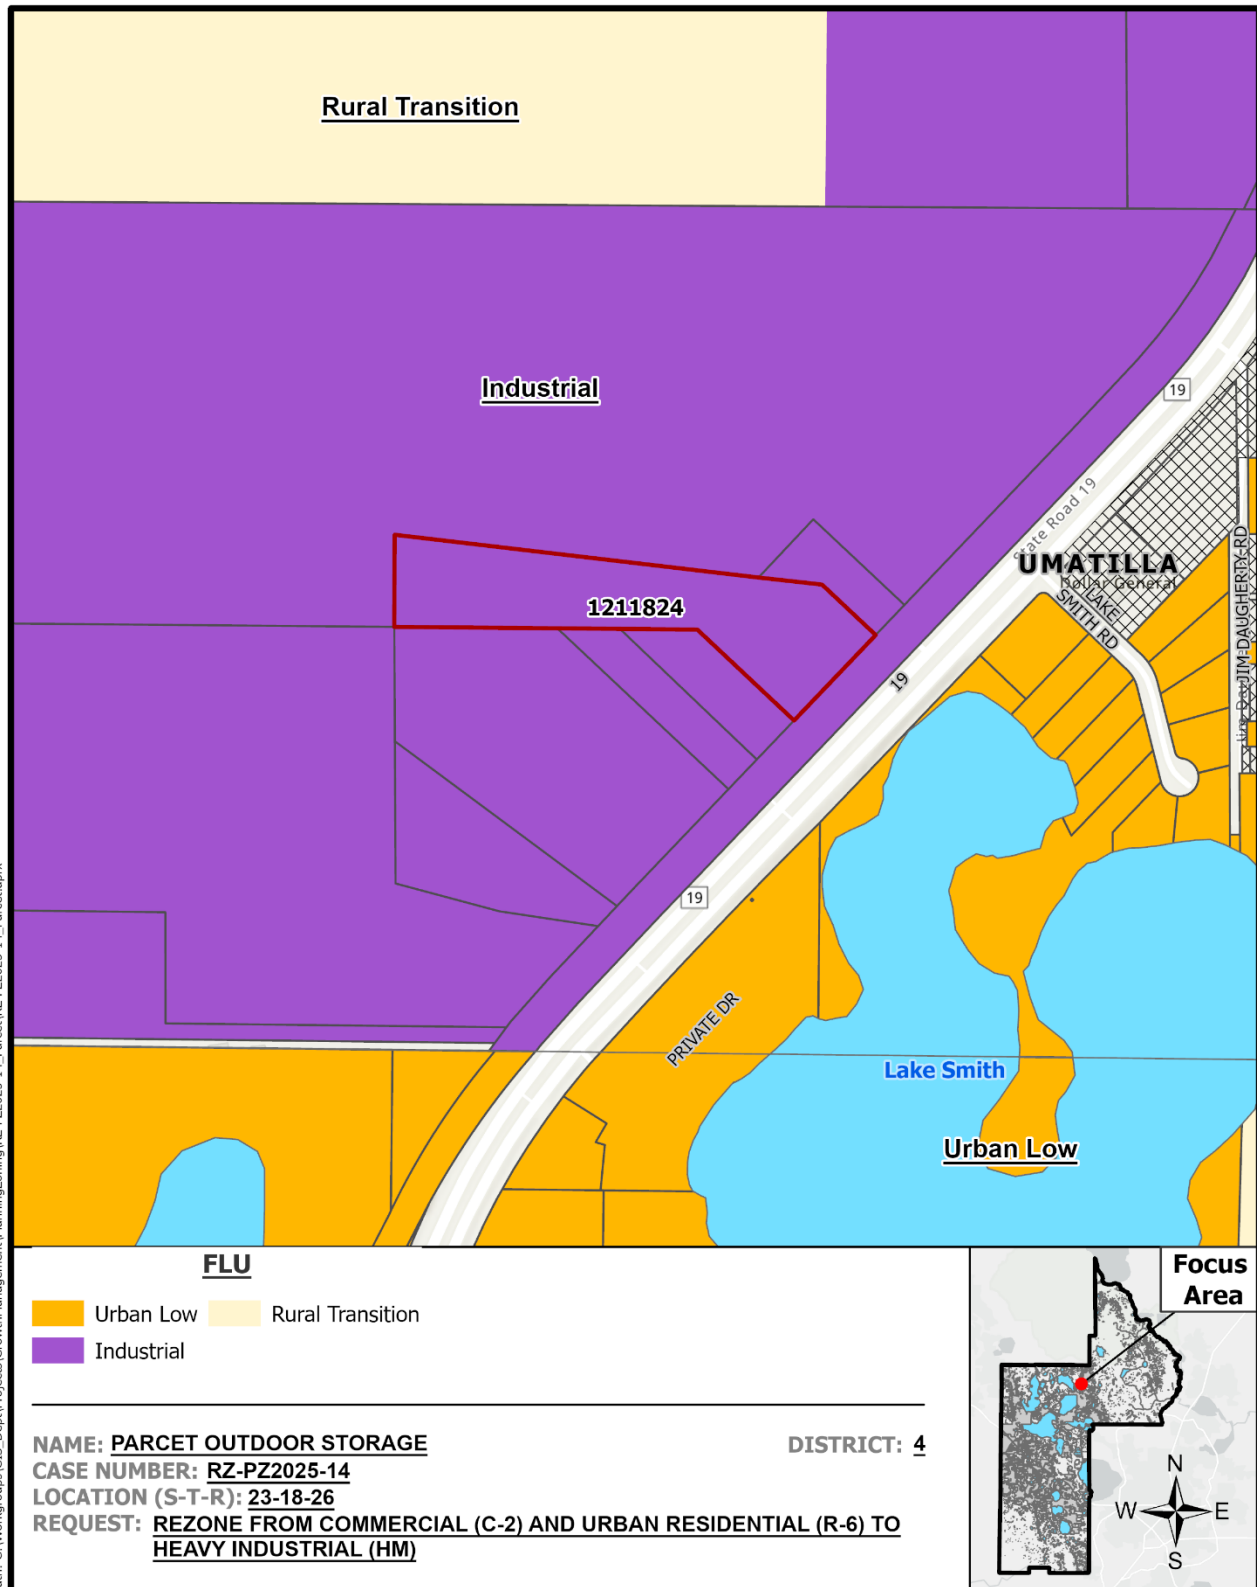 Rural Transition
Industrial
19
State Road 19
UMATILLA
Dollar General
LAKE
SMITH RD
JIM-DAUGHERTY-RD
1211824
19
19
PRIVATE DR
Lake Smith
Urban Low
FLU
Urban Low Rural Transition
Industrial
Focus
Area
NAME: PARCET OUTDOOR STORAGE DISTRICT: 4
CASE NUMBER: RZ-PZ2025-14
LOCATION (S-T-R): 23-18-26
REQUEST: REZONE FROM COMMERCIAL (C-2) AND URBAN RESIDENTIAL (R-6) TO
HEAVY INDUSTRIAL (HM)
N
W E
S